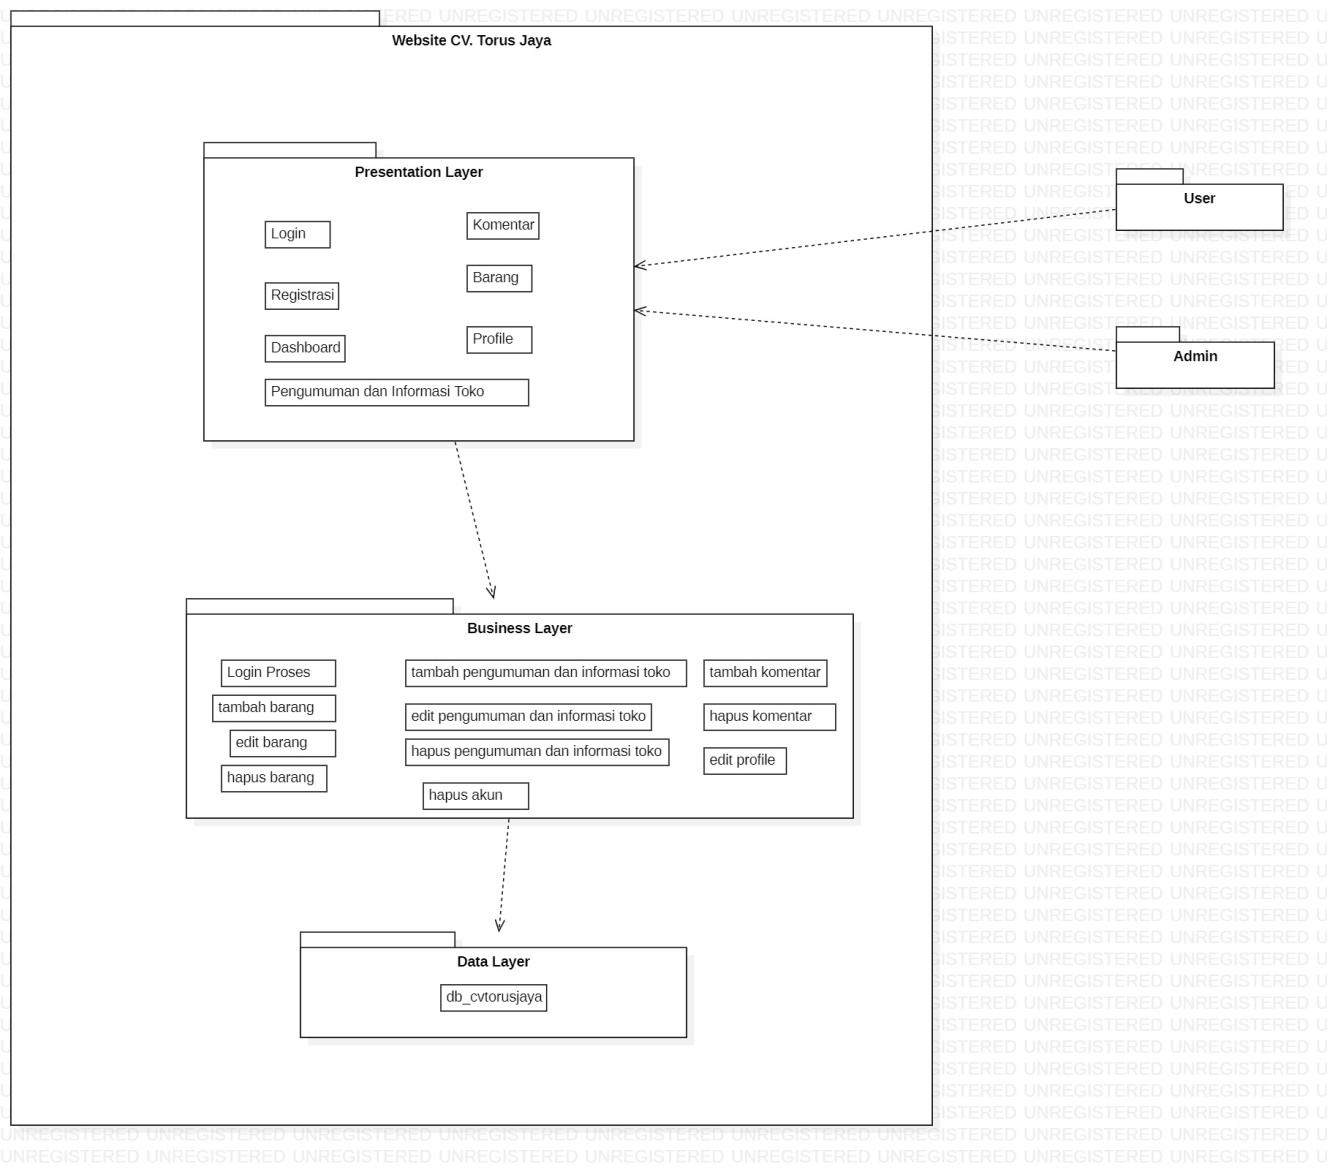 Website CV. Torus Jaya
Presentation Layer
Login
Komentar
Registrasi
Barang
Dashboard
Profile
Pengumuman dan Informasi Toko
User
Admin
Business Layer
Login Proses
tambah pengumuman dan informasi toko
tambah komentar
tambah barang
edit pengumuman dan informasi toko
hapus komentar
edit barang
hapus pengumuman dan informasi toko
edit profile
hapus barang
hapus akun
Data Layer
db_cvtorusjaya
UNREGISTERED UNREGISTERED UNREGISTERED UNREGISTERED UNREGISTERED UNREGISTERED UNREGISTERED UNREGISTERED UNREGISTERED